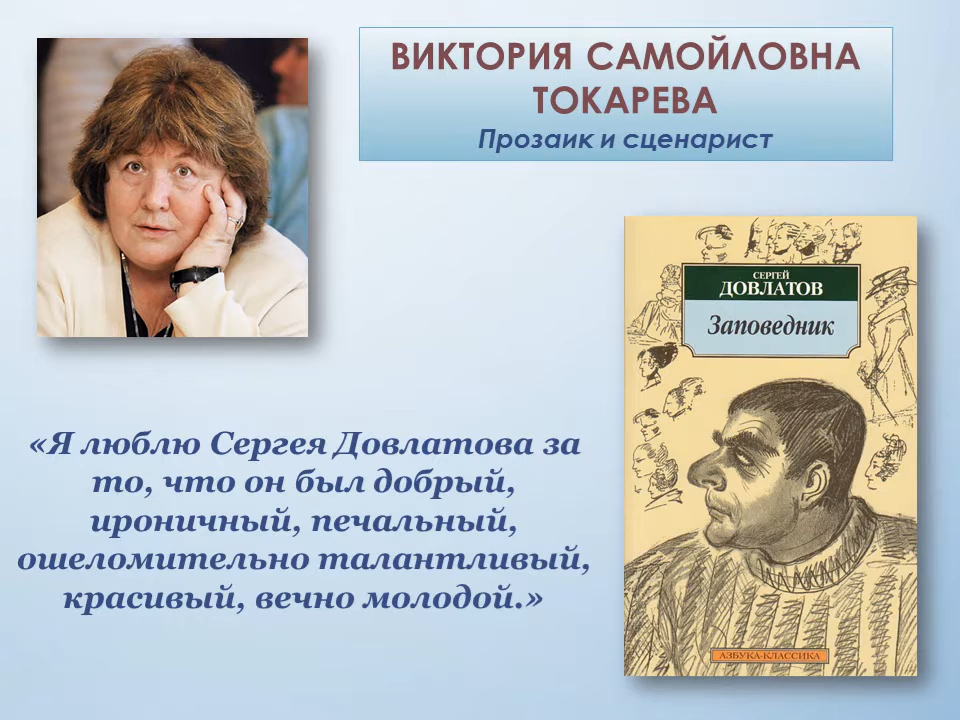 ВИКТОРИЯ САМОЙЛОВНА
ТОКАРЕВА
Прозаик и сценарист
СЕРГЕЙ
ДОВЛАТОВ
Заповедник
«Я люблю Сергея Довлатова за
то, что он был добрый,
ироничный, печальный,
ошеломительно талантливый,
красивый, вечно молодой.»
АЗБУКА-КЛАССИКА